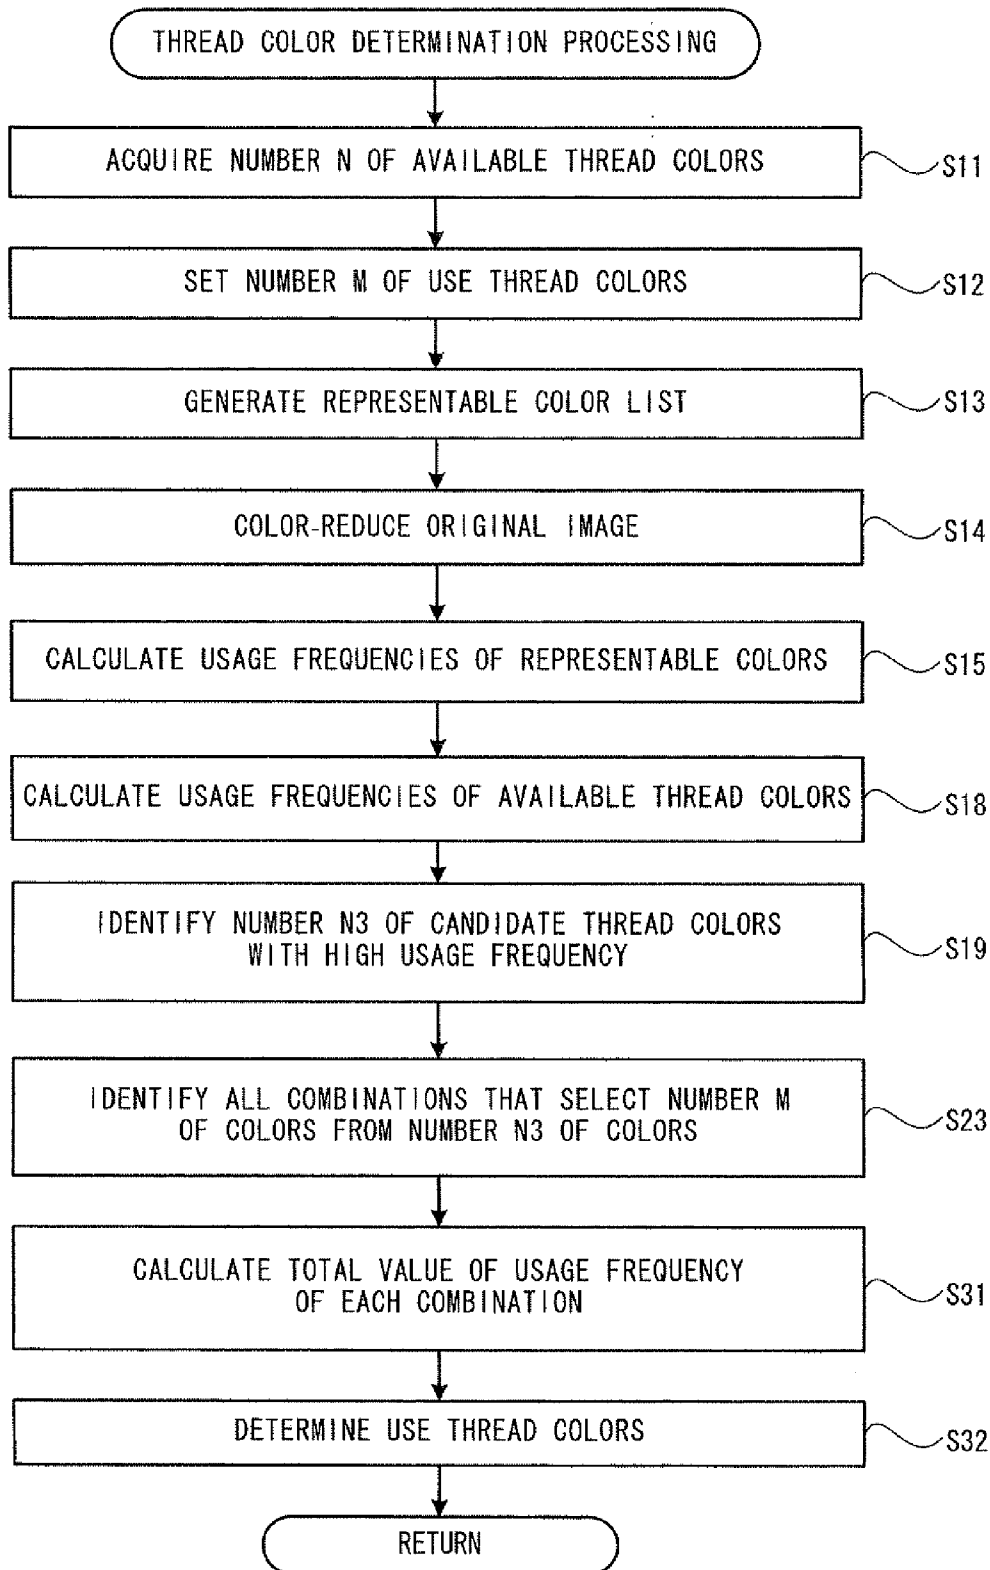 THREAD COLOR DETERMINATION PROCESSING
ACQUIRE NUMBER N OF AVAILABLE THREAD COLORS
S11
SET NUMBER M OF USE THREAD COLORS
S12
GENERATE REPRESENTABLE COLOR LIST
S13
COLOR-REDUCE ORIGINAL IMAGE
S14
CALCULATE USAGE FREQUENCIES OF REPRESENTABLE COLORS
S15
CALCULATE USAGE FREQUENCIES OF AVAILABLE THREAD COLORS
S18
IDENTIFY NUMBER N3 OF CANDIDATE THREAD COLORS
WITH HIGH USAGE FREQUENCY
S19
IDENTIFY ALL COMBINATIONS THAT SELECT NUMBER M
OF COLORS FROM NUMBER N3 OF COLORS
S23
CALCULATE TOTAL VALUE OF USAGE FREQUENCY
OF EACH COMBINATION
S31
DETERMINE USE THREAD COLORS
S32
RETURN